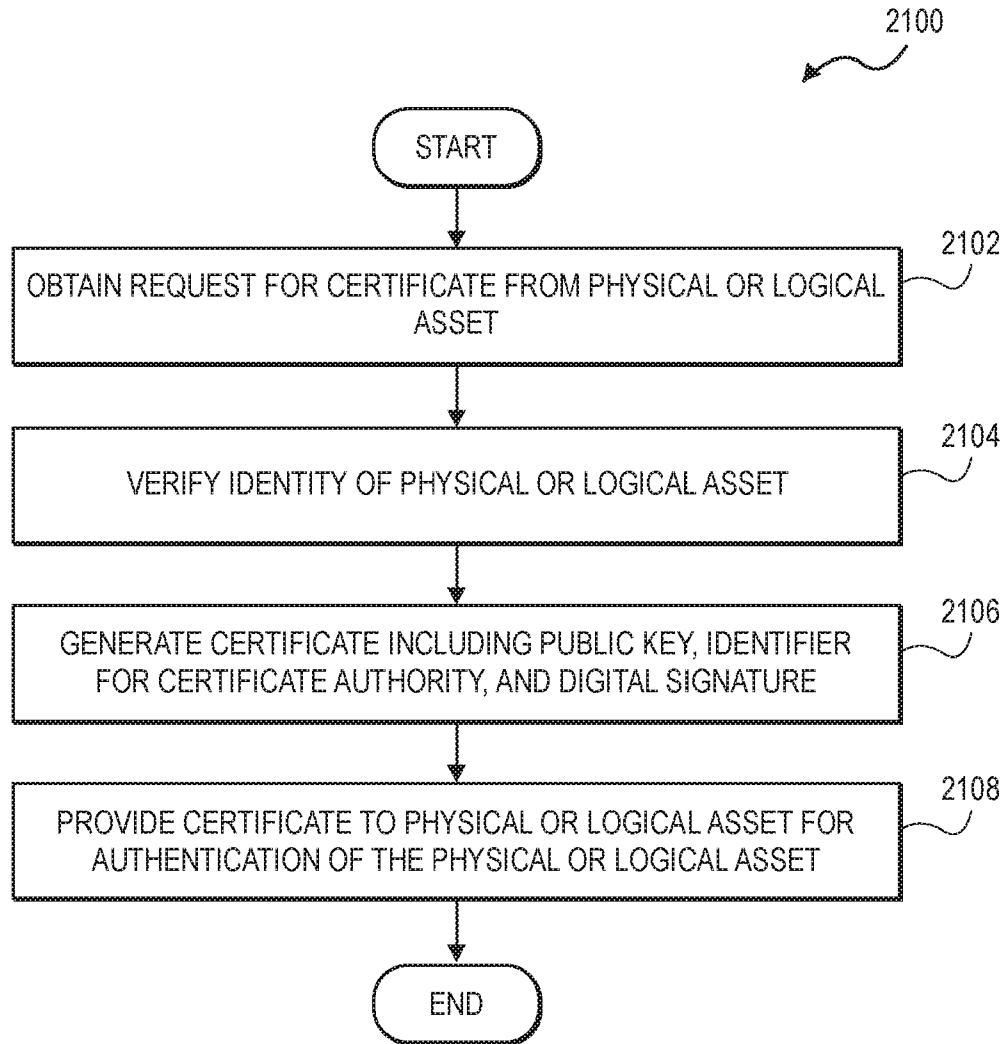 2100
START
2102
OBTAIN REQUEST FOR CERTIFICATE FROM PHYSICAL OR LOGICAL
ASSET
2104
VERIFY IDENTITY OF PHYSICAL OR LOGICAL ASSET
2106
GENERATE CERTIFICATE INCLUDING PUBLIC KEY, IDENTIFIER
FOR CERTIFICATE AUTHORITY, AND DIGITAL SIGNATURE
2108
PROVIDE CERTIFICATE TO PHYSICAL OR LOGICAL ASSET FOR
AUTHENTICATION OF THE PHYSICAL OR LOGICAL ASSET
END